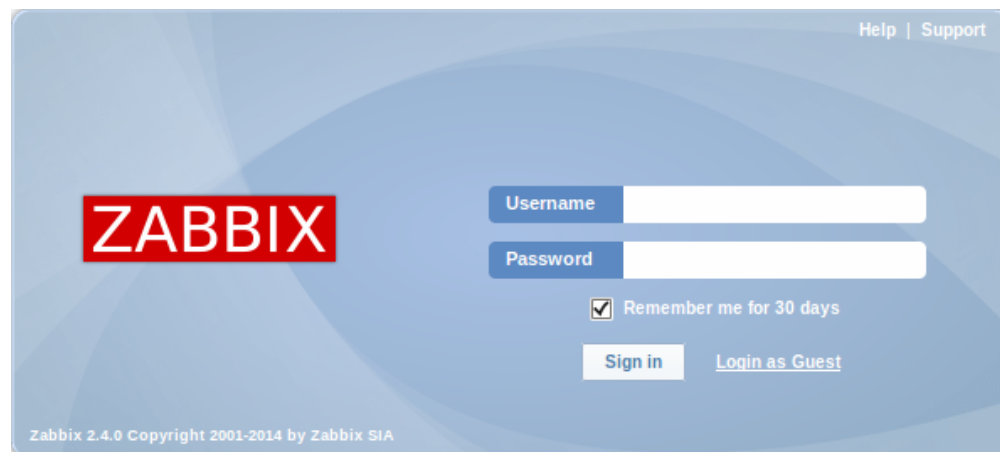 Help | Support
ZABBIX
Username
Password
Remember me for 30 days
Sign in Login as Guest
Zabbix 2.4.0 Copyright 2001-2014 by Zabbix SIA